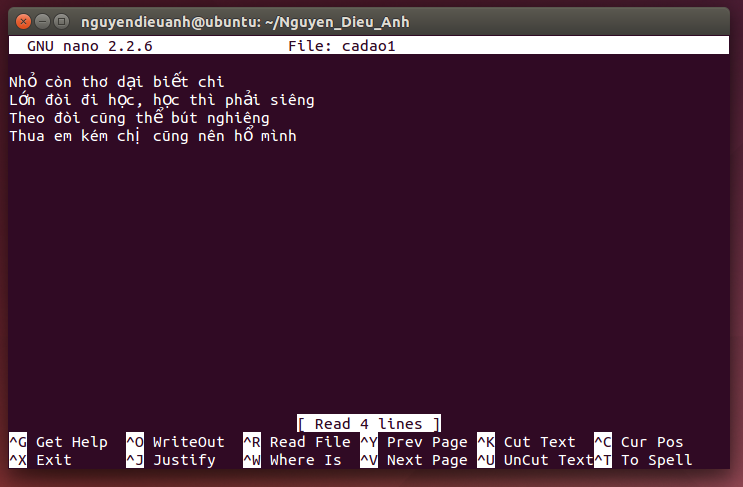 nguyendieuanh@ubuntu: ~/Nguyen_Dieu_Anh
GNU nano 2.2.6 File: cadao1
Nhỏ còn thơ dại biết chi
Lớn đòi đi học, học thì phải siêng
Theo đòi cũng thể bút nghiêng
Thua em kém chị cũng nên hổ mình
[ Read 4 lines ]
^G Get Help ^O WriteOut ^R Read File ^Y Prev Page ^K Cut Text ^C Cur Pos
^X Exit ^J Justify ^W Where Is ^V Next Page ^U UnCut Text ^T To Spell